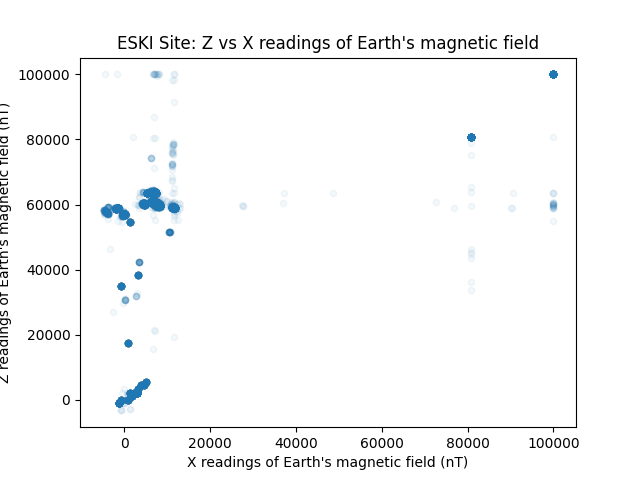 ESKI Site: Z vs X readings of Earth's magnetic field
Z readings of Earth's magnetic field (nT)
100000
80000
60000
40000
20000
0
0 20000 40000 60000 80000 100000
X readings of Earth's magnetic field (nT)